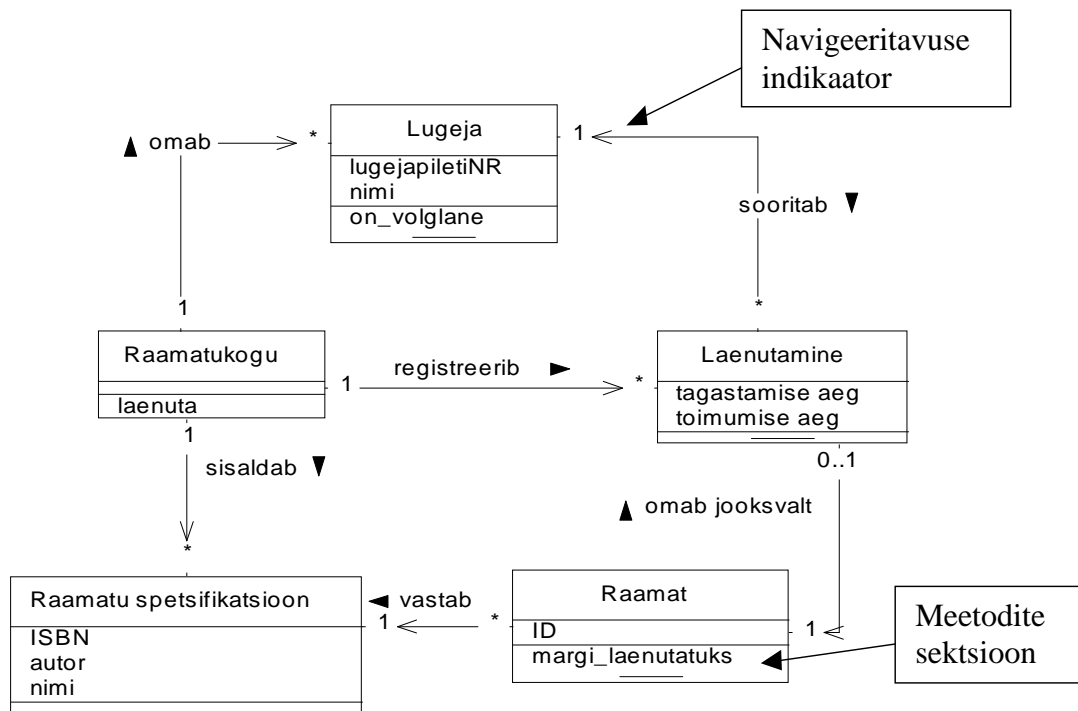 Navigeeritavuse
indikaator
Lugeja
lugejapiletiNR
nimi
on_volglane
omab
*
1
1
sooritab
*
Raamatukogu
laenuta
1
registreerib
*
Laenutamine
tagastamise aeg
toimumise aeg
1
sisaldab
*
0..1
omab jooksvalt
1
Raamatu spetsifikatsioon
ISBN
autor
nimi
1
vastab
*
Raamat
ID
margi_laenutatuks
Meetodite
sektsioon